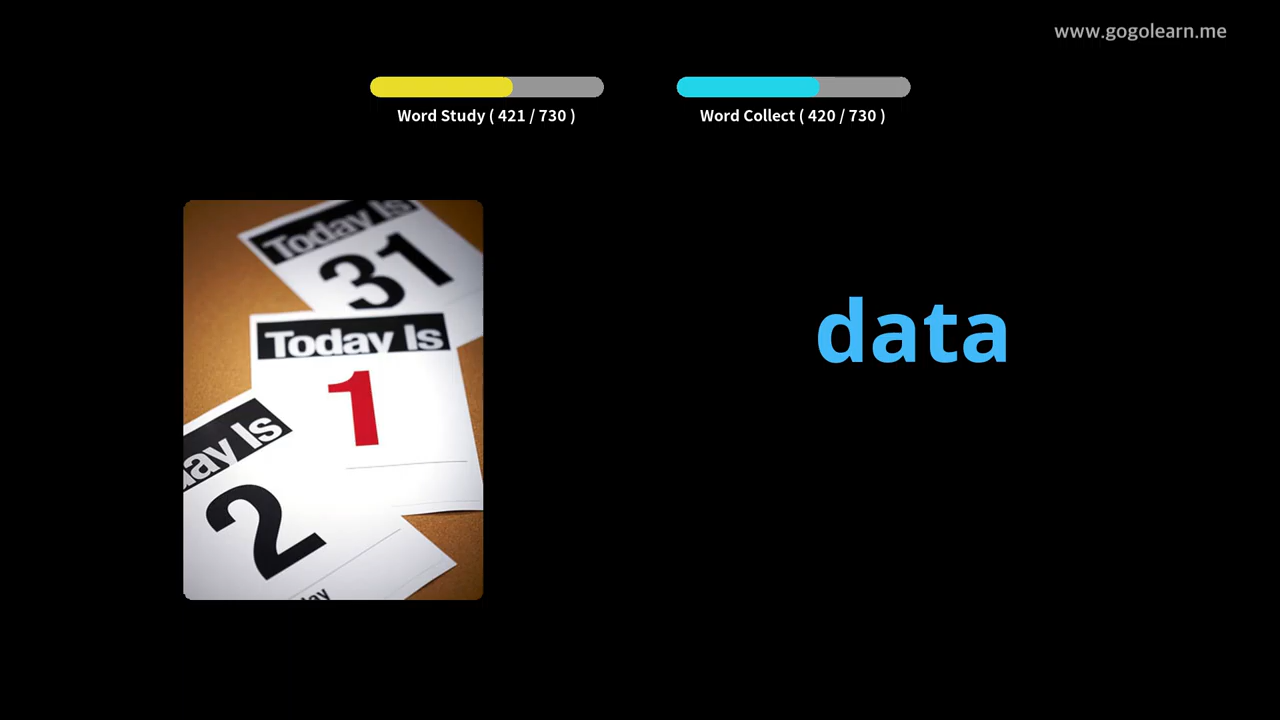 www.gogolearn.me
Word Study ( 421 / 730 )
Word Collect ( 420 / 730 )
Today Is
31
Today Is
1
ay Is
2
data